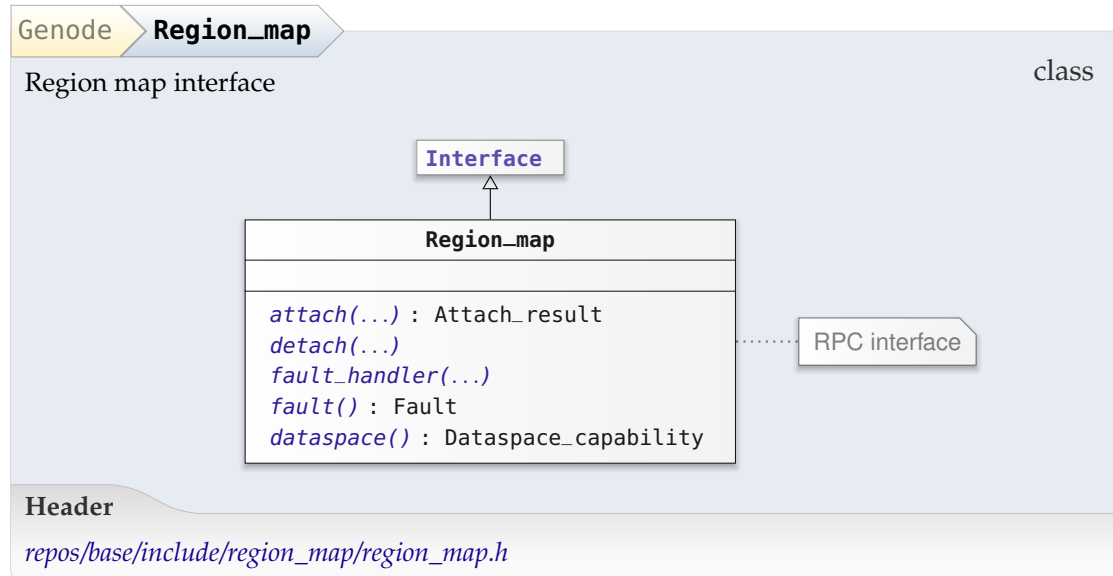 Genode Region_map
class
Region map interface
Interface
Region_map
attach(...) : Attach_result
detach(...)
fault_handler(...)
fault() : Fault
dataspace() : Dataspace_capability
RPC interface
Header
repos/base/include/region_map/region_map.h